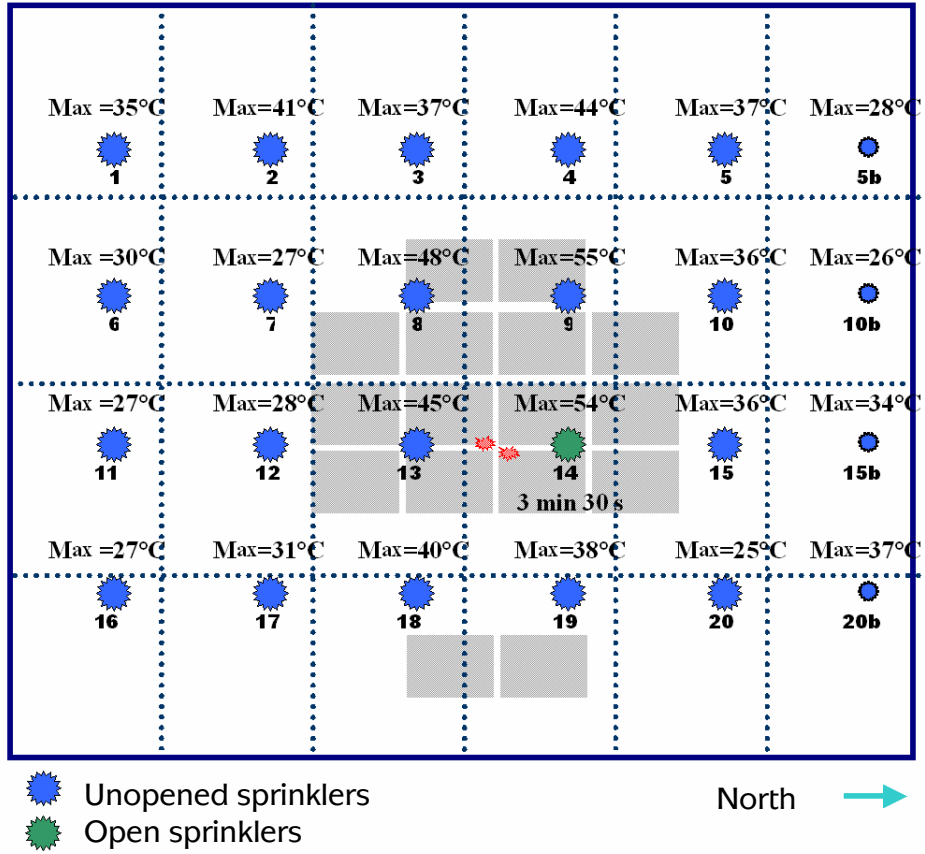 Max =35°C Max=41°C Max=37°C Max=44°C Max=37°C Max=28°C
1 2 3 4 5 5b
Max =30°C Max=27°C Max=48°C Max=55°C Max=36°C Max=26°C
6 7 8 9 10 10b
Max =27°C Max=28°C Max=45°C Max=54°C Max=36°C Max=34°C
11 12 13 14 15 15b
3 min 30 s
Max =27°C Max=31°C Max=40°C Max=38°C Max=25°C Max=37°C
16 17 18 19 20 20b
Unopened sprinklers
North
Open sprinklers